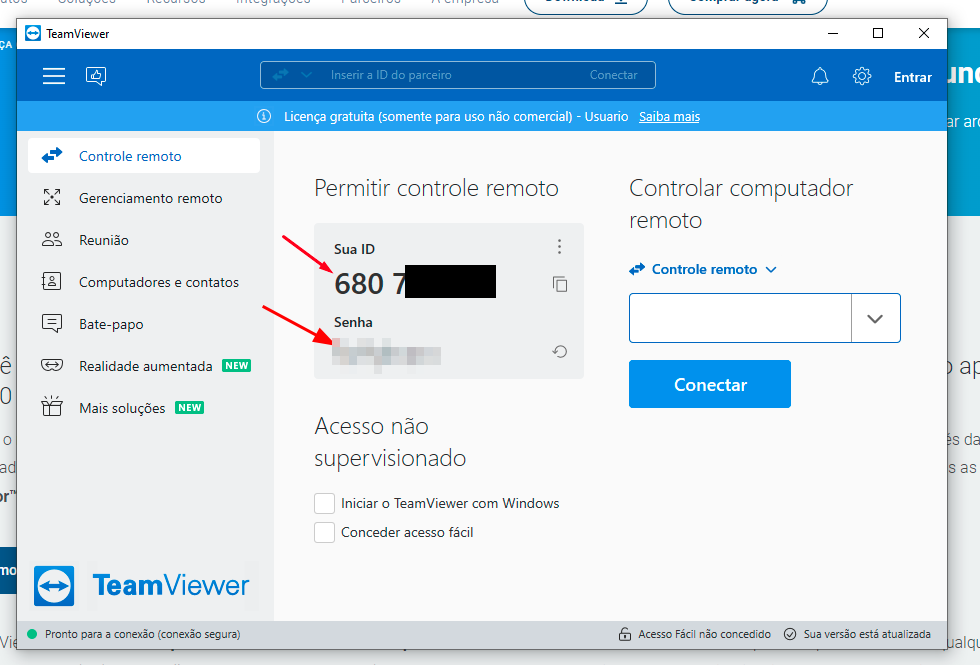 TeamViewer
Inserir a ID do parceiro
Conectar
Entrar
Licença gratuita (somente para uso não comercial) - Usuario Saiba mais
Controle remoto
Gerenciamento remoto
Reunião
Computadores e contatos
Bate-papo
Realidade aumentada NEW
Mais soluções NEW
TeamViewer
Permitir controle remoto
Sua ID
680 7
Senha
Acesso não
supervisionado
Iniciar o TeamViewer com Windows
Conceder acesso fácil
Controlar computador
remoto
Controle remoto
Conectar
Pronto para a conexão (conexão segura)
Acesso Fácil não concedido
Sua versão está atualizada